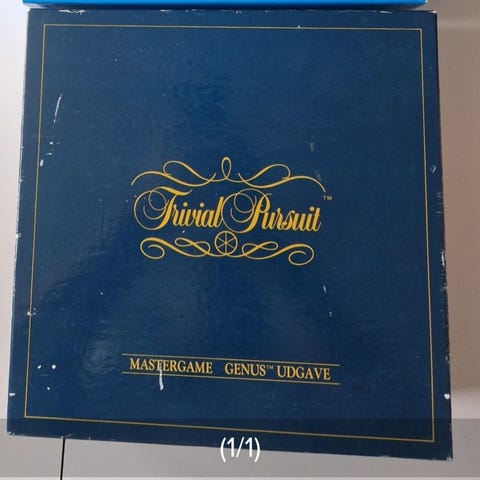 Trivial Pursuit™
MASTERGAME GENUS™ UDGAVE
(1/1)